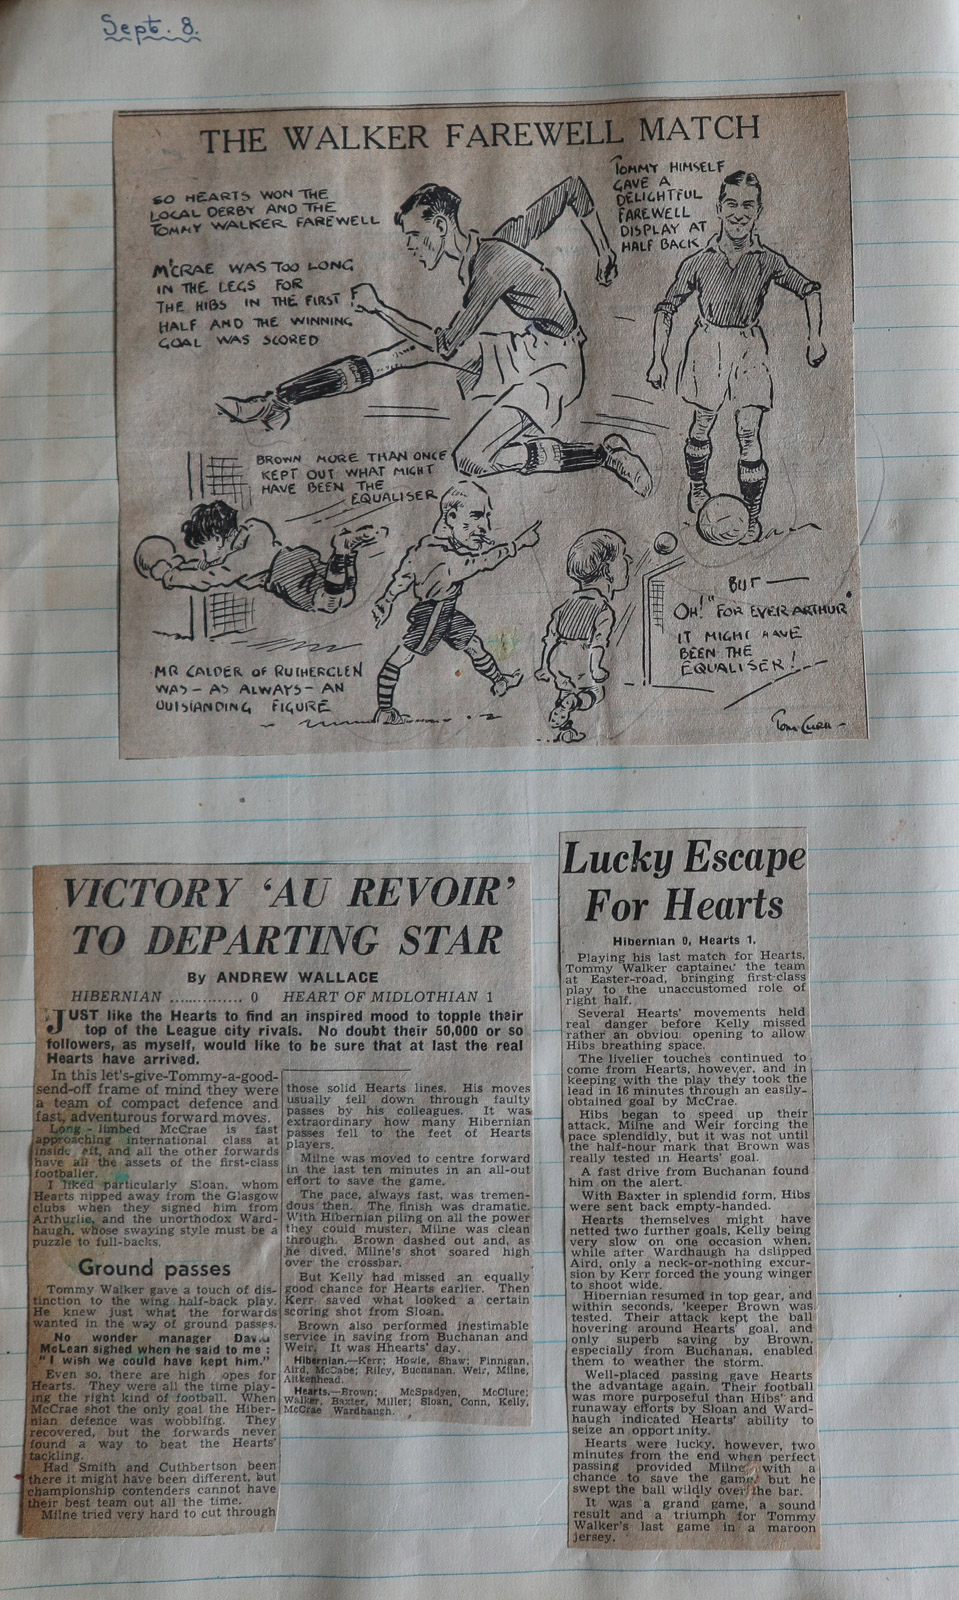 Sept. 8.
THE WALKER FAREWELL MATCH
SO HEARTS WON THE
LOCAL DERBY AND THE
TOMMY WALKER FAREWELL
M'CRAE WAS TOO LONG
IN THE LEGS FOR
THE HIBS IN THE FIRST
HALF AND THE WINNING
GOAL WAS SCORED
TOMMY HIMSELF
GAVE A
DELIGHTFUL
FAREWELL
DISPLAY AT
HALF BACK
BROWN MORE THAN ONCE
KEPT OUT WHAT MIGHT
HAVE BEEN THE
EQUALISER
MR CALDER OF RUTHERGLEN
WAS - AS ALWAYS - AN
OUTSTANDING FIGURE
BUT —
OH! "FOR EVER ARTHUR"
IT MIGHT HAVE
BEEN THE
EQUALISER!
Tom Curr -
VICTORY ‘AU REVOIR’
TO DEPARTING STAR
By ANDREW WALLACE
HIBERNIAN ............... 0 HEART OF MIDLOTHIAN 1
JUST like the Hearts to find an inspired mood to topple their
top of the League city rivals. No doubt their 50,000 or so
followers, as myself, would like to be sure that at last the real
Hearts have arrived.
In this let's-give-Tommy-a-good-
send-off frame of mind they were
a team of compact defence and
fast, adventurous forward moves.
Long-limbed McCrae is fast
approaching international class at
inside eft, and all the other forwards
have all the assets of the first-class
footballer.
I liked particularly Sloan, whom
Hearts nipped away from the Glasgow
clubs when they signed him from
Arthurlie, and the unorthodox Ward-
haugh, whose swaying style must be a
puzzle to full-backs.
Ground passes
Tommy Walker gave a touch of dis-
tinction to the wing half-back play.
He knew just what the forwards
wanted in the way of ground passes.
No wonder manager
McLean sighed when he said to me:
"I wish we could have kept him."
Even so, there are high opes for
Hearts. They were all the time play-
ing the right kind of football. When
McCrae shot the only goal the Hiber-
nian defence was wobbling. They
recovered, but the forwards never
found a way to beat the Hearts'
tackling.
Had Smith and Cuthbertson been
there it might have been different, but
championship contenders cannot have
their best team out all the time.
Milne tried very hard to cut through
those solid Hearts lines. His moves
usually fell down through faulty
passes by his colleagues. It was
extraordinary how many Hibernian
passes fell to the feet of Hearts
players.
Milne was moved to centre forward
in the last ten minutes in an all-out
effort to save the game.
The pace, always fast, was tremen-
dous then. The finish was dramatic.
With Hibernian piling on all the power
they could muster, Milne was clean
through. Brown dashed out and, as
he dived, Milne's shot soared high
over the crossbar.
But Kelly had missed an equally
good chance for Hearts earlier. Then
Kerr saved what looked a certain
scoring shot from Sloan.
Brown also performed inestimable
service in saving from Buchanan and
Weir. It was Hhearts' day.
Hibernian.—Kerr; Howie, Shaw; Finnigan,
Aird, McCabe; Riley, Buchanan, Weir, Milne,
Aitkenhead.
Hearts.—Brown; McSpadyen, McClure;
Walker, Baxter, Miller; Sloan, Conn, Kelly,
McCrae Wardhaugh.
Lucky Escape
For Hearts
Hibernian 0, Hearts 1.
Playing his last match for Hearts,
Tommy Walker captained the team
at Easter-road, bringing first-class
play to the unaccustomed role of
right half.
Several Hearts' movements held
real danger before Kelly missed
rather an obviou opening to allow
Hibs breathing space.
The livelier touches continued to
come from Hearts, however, and in
keeping with the play they took the
lead in 16 minutes through an easily-
obtained goal by McCrae.
Hibs began to speed up their
attack, Milne and Weir forcing the
pace splendidly, but it was not until
the half-hour mark that Brown was
really tested in Hearts' goal.
A fast drive from Buchanan found
him on the alert.
With Baxter in splendid form, Hibs
were sent back empty-handed.
Hearts themselves might have
netted two further goals, Kelly being
very slow on one occasion when,
while after Wardhaugh ha dslipped
Aird, only a neck-or-nothing excur-
sion by Kerr forced the young winger
to shoot wide.
Hibernian resumed in top gear, and
within seconds, 'keeper Brown was
tested. Their attack kept the ball
hovering around Hearts' goal, and
only superb saving by Brown,
especially from Buchanan, enabled
them to weather the storm.
Well-placed passing gave Hearts
the advantage again. Their football
was more purposeful than Hibs' and
runaway efforts by Sloan and Ward-
haugh indicated Hearts' ability to
seize an opport inity.
Hearts were lucky, however, two
minutes from the end when perfect
passing provided Milne with a
chance to save the game, but he
swept the ball wildly over the bar.
It was a grand game, a sound
result and a triumph for Tommy
Walker's last game in a maroon
jersey.